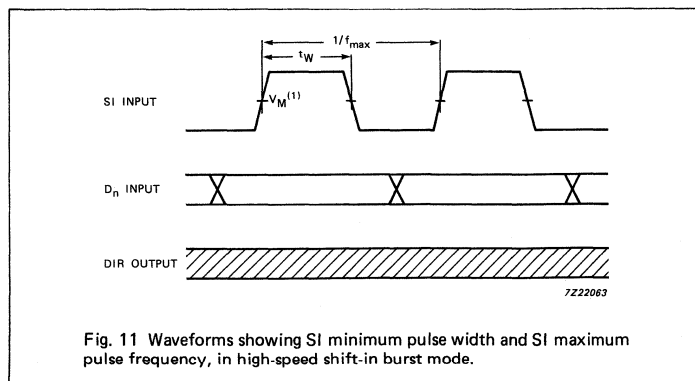 1/fmax
tW
SI INPUT
VM(1)
Dn INPUT
DIR OUTPUT
7Z22063
Fig. 11 Waveforms showing SI minimum pulse width and SI maximum
pulse frequency, in high-speed shift-in burst mode.